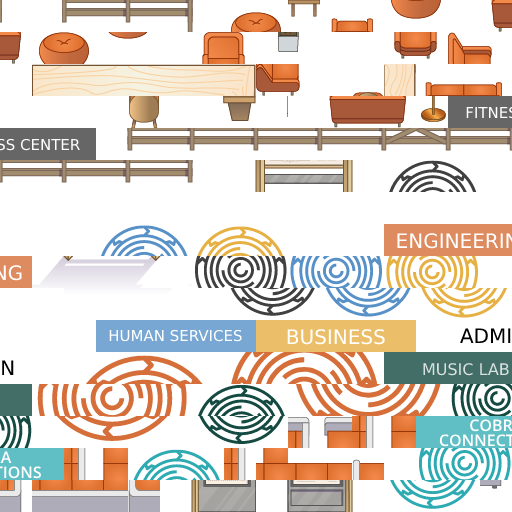 FITNES
SS CENTER
ENGINEERIN
NG
HUMAN SERVICES
BUSINESS
ADMI
N
MUSIC LAB
COBR
CONNECT
A
TIONS